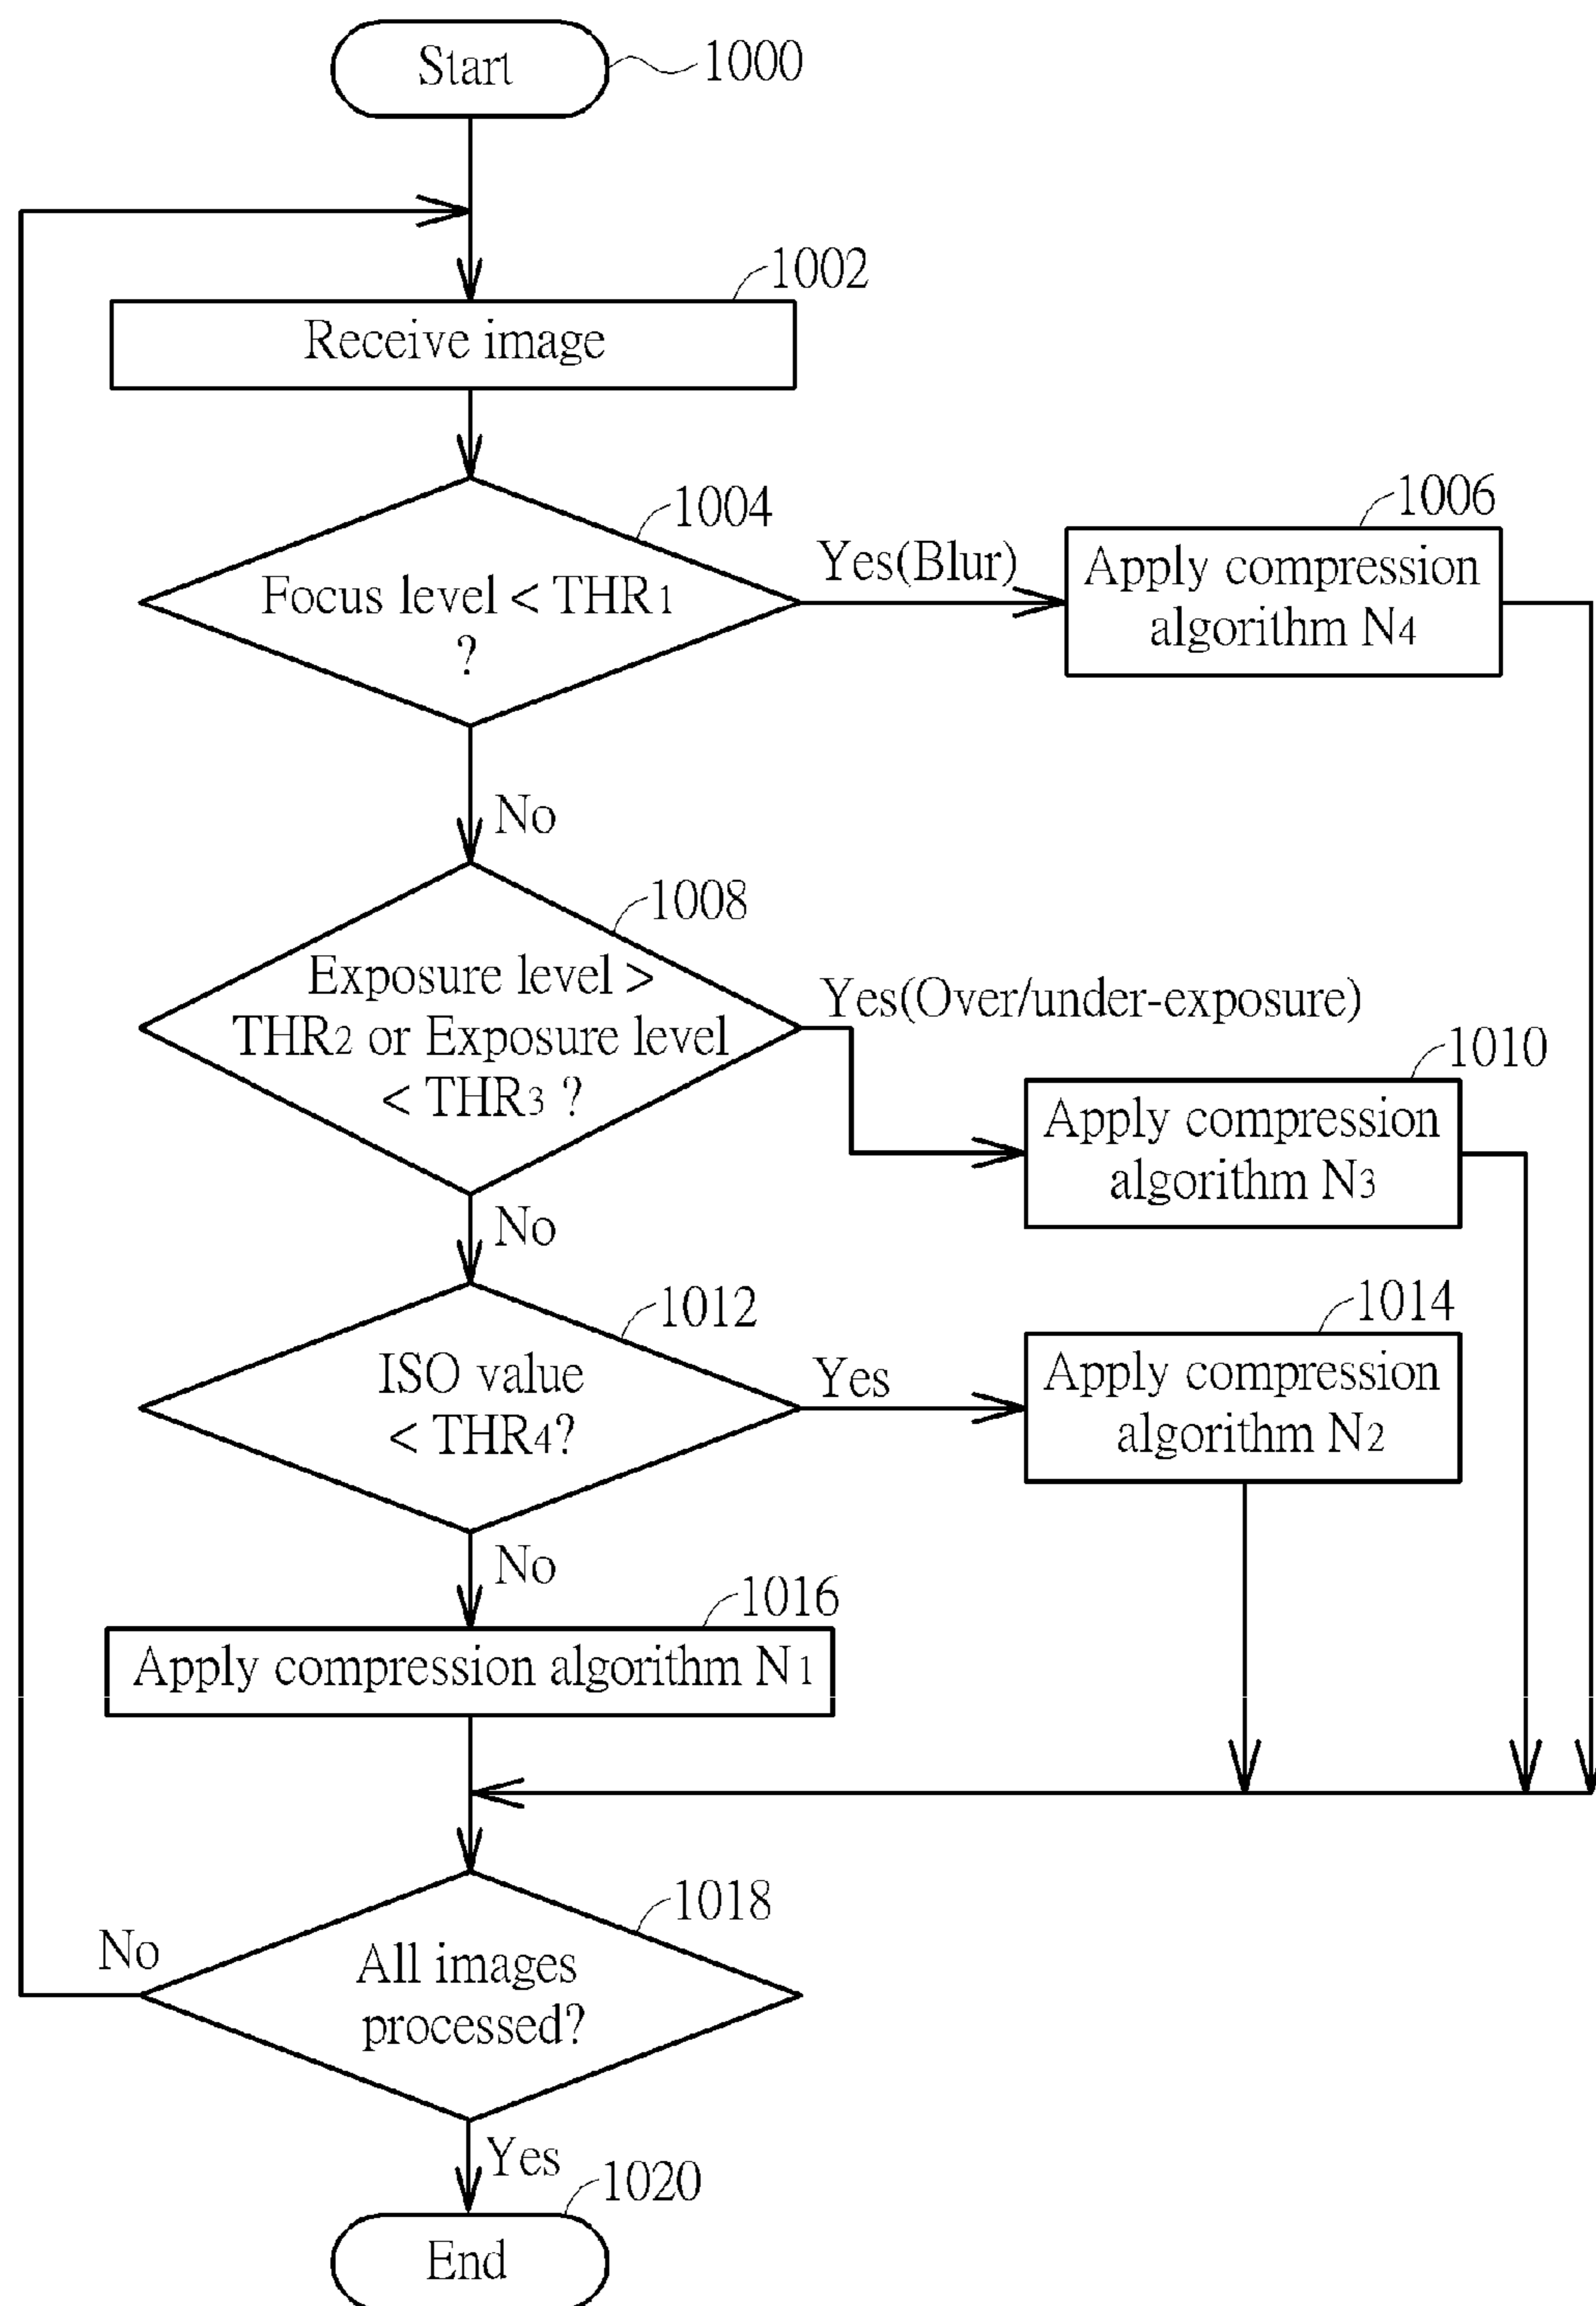 Start
1000
1002
Receive image
1004
Focus level < THR1
?
Yes(Blur)
1006
Apply compression
algorithm N4
No
1008
Exposure level >
THR2 or Exposure level
< THR3 ?
Yes(Over/under-exposure)
1010
Apply compression
algorithm N3
No
1012
ISO value
< THR4?
Yes
1014
Apply compression
algorithm N2
No
1016
Apply compression algorithm N1
1018
All images
processed?
No
Yes
1020
End